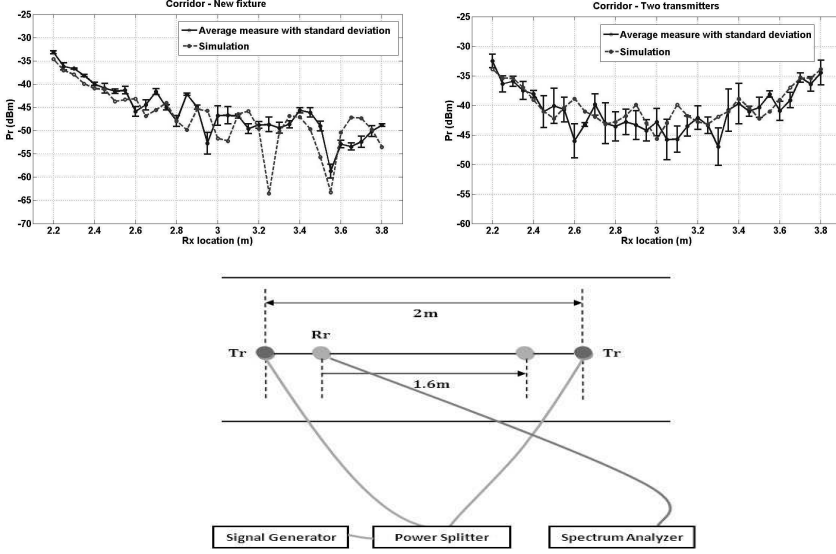 Corridor - New fixture
Average measure with standard deviation
Simulation
-25
-30
-35
-40
-45
-50
-55
-60
-65
-70
Pr (dBm)
2.2 2.4 2.6 2.8 3 3.2 3.4 3.6 3.8
Rx location (m)
Corridor - Two transmitters
Average measure with standard deviation
Simulation
-25
-30
-35
-40
-45
-50
-55
-60
Pr (dBm)
2.2 2.4 2.6 2.8 3 3.2 3.4 3.6 3.8
Rx location (m)
2m
Rr
Tr
Tr
1.6m
Signal Generator
Power Splitter
Spectrum Analyzer